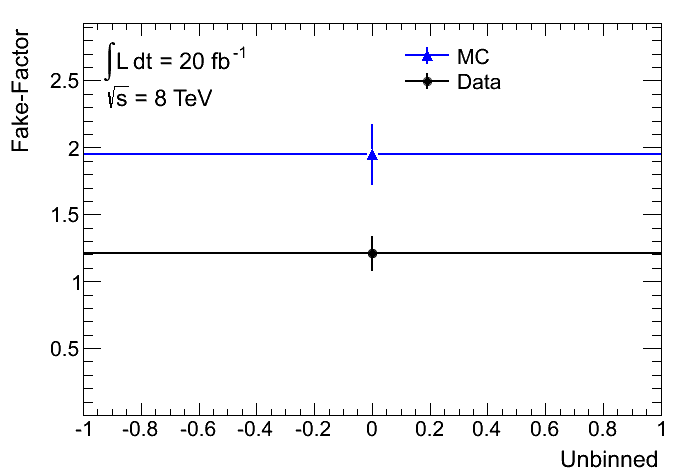 Fake-Factor
∫L dt = 20 fb⁻¹
√s = 8 TeV
MC
Data
2.5
2
1.5
1
0.5
-1 -0.8 -0.6 -0.4 -0.2 0 0.2 0.4 0.6 0.8 1
Unbinned